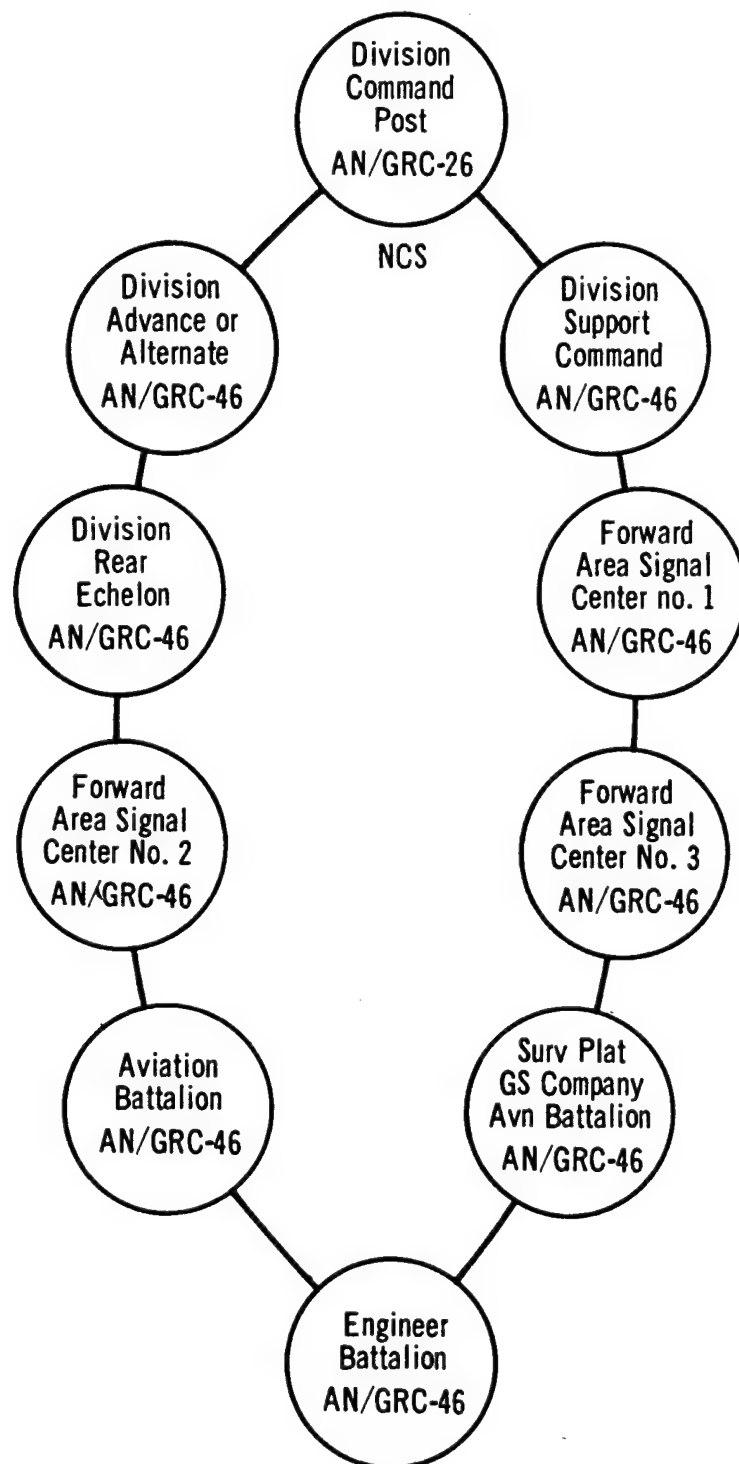 Division
Command
Post
AN/GRC-26
NCS
Division
Advance or
Alternate
AN/GRC-46
Division
Support
Command
AN/GRC-46
Division
Rear
Echelon
AN/GRC-46
Forward
Area Signal
Center no. 1
AN/GRC-46
Forward
Area Signal
Center No. 2
AN/GRC-46
Forward
Area Signal
Center No. 3
AN/GRC-46
Aviation
Battalion
AN/GRC-46
Surv Plat
GS Company
Avn Battalion
AN/GRC-46
Engineer
Battalion
AN/GRC-46